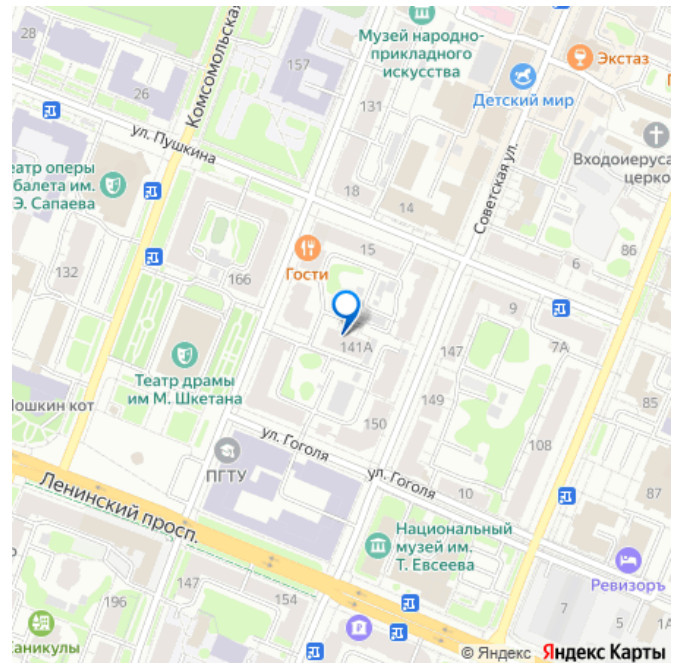 28
Комсомольская
157
Музей народно-
прикладного
искусства
Экстаз
Детский мир
26
131
ул. Пушкина
Входоиеруса
церко
еатр оперы
балета им.
Э. Сапаева
18
14
Советская ул.
132
166
Гости
15
6
86
9
141А
147
7А
Театр драмы
им М. Шкетана
Йошкин кот
149
150
85
ул. Гоголя
ПГТУ
108
ул. Гоголя
10
87
Ленинский просп.
Национальный
музей им.
Т. Евсеева
Ревизоръ
147
154
196
7
5
1А
аникулы
© Яндекс Яндекс Карты